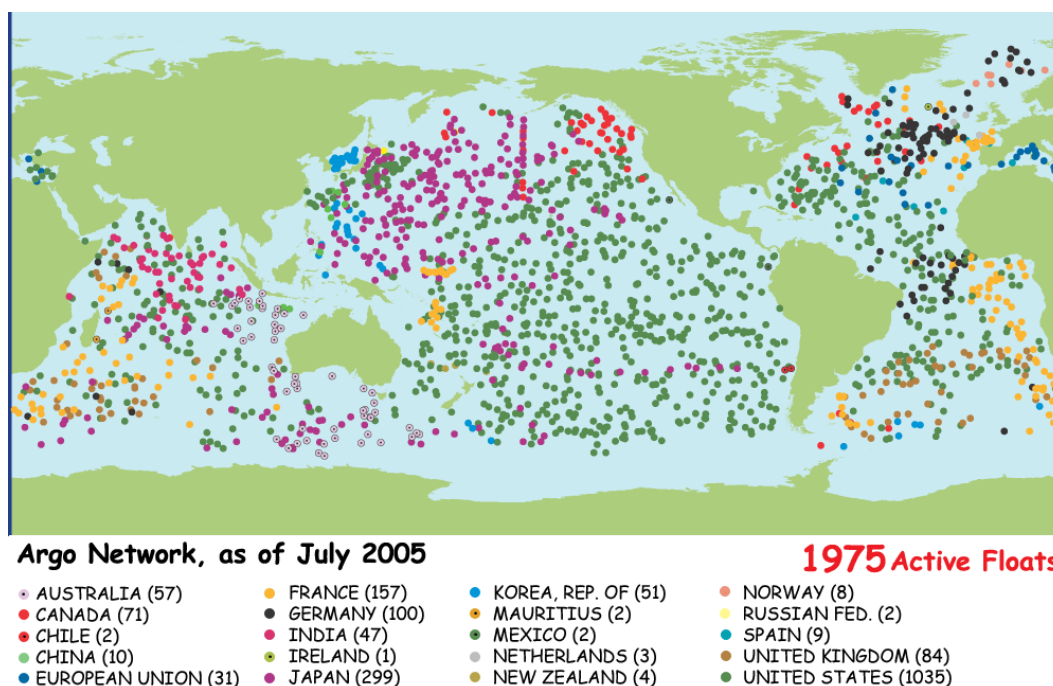 Argo Network, as of July 2005
1975 Active Floats
AUSTRALIA (57)
CANADA (71)
CHILE (2)
CHINA (10)
EUROPEAN UNION (31)
FRANCE (157)
GERMANY (100)
INDIA (47)
IRELAND (1)
JAPAN (299)
KOREA, REP. OF (51)
MAURITIUS (2)
MEXICO (2)
NETHERLANDS (3)
NEW ZEALAND (4)
NORWAY (8)
RUSSIAN FED. (2)
SPAIN (9)
UNITED KINGDOM (84)
UNITED STATES (1035)